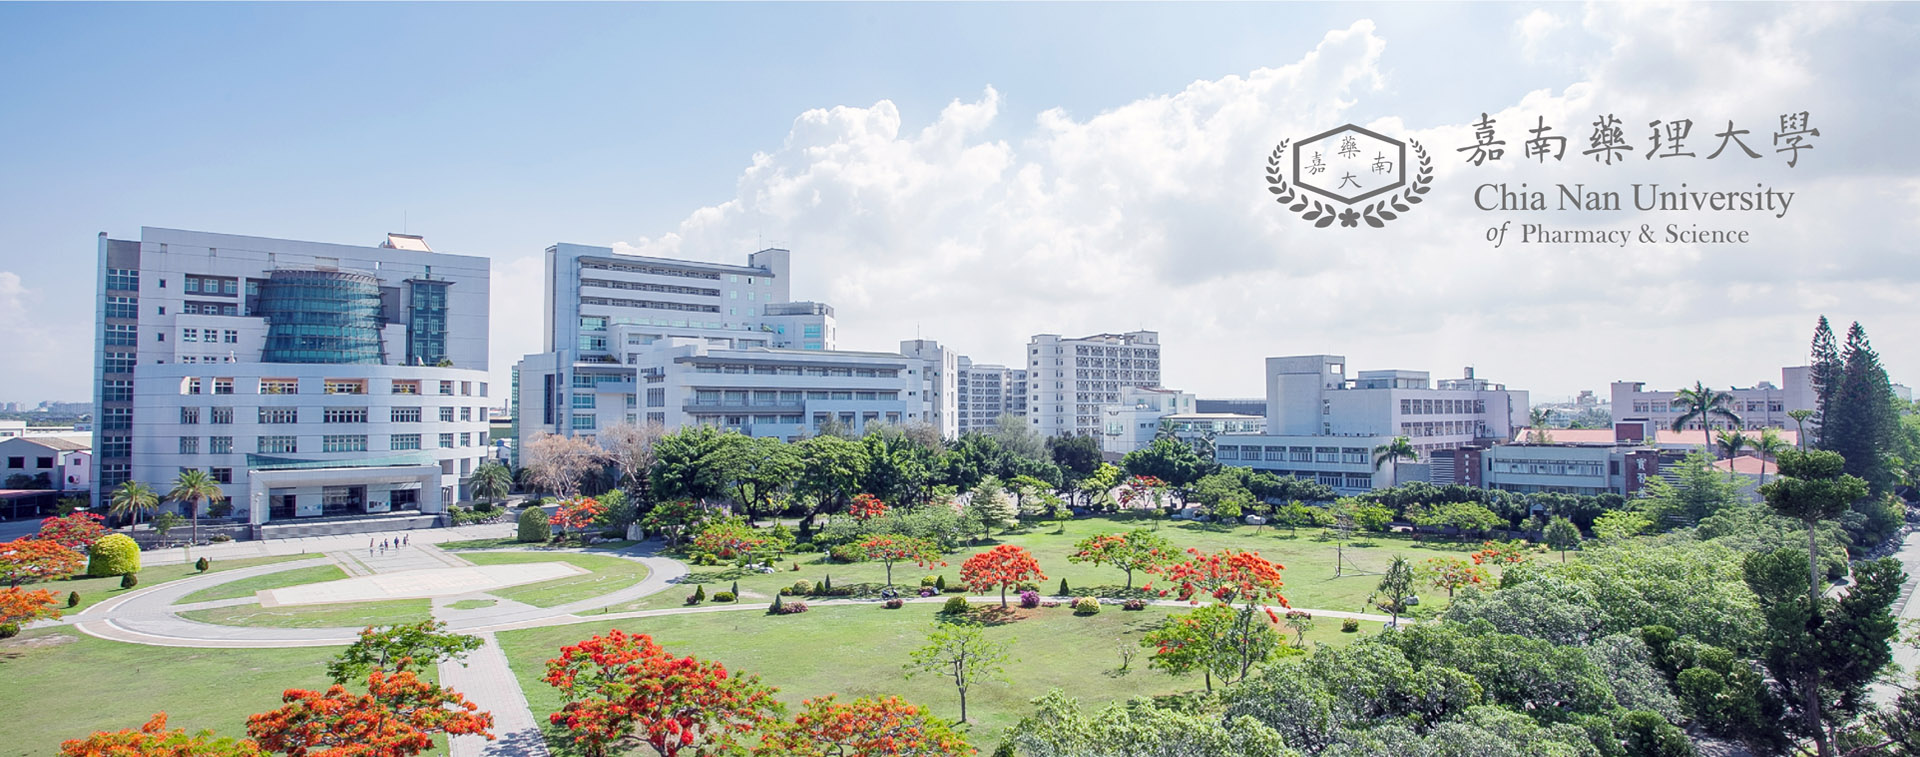 藥
嘉 南
大
嘉南藥理大學
Chia Nan University
of Pharmacy & Science